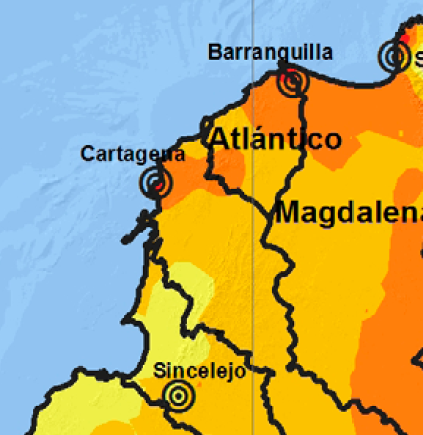 Barranquilla
S
Atlántico
Cartagena
Magdalena
Sincelejo